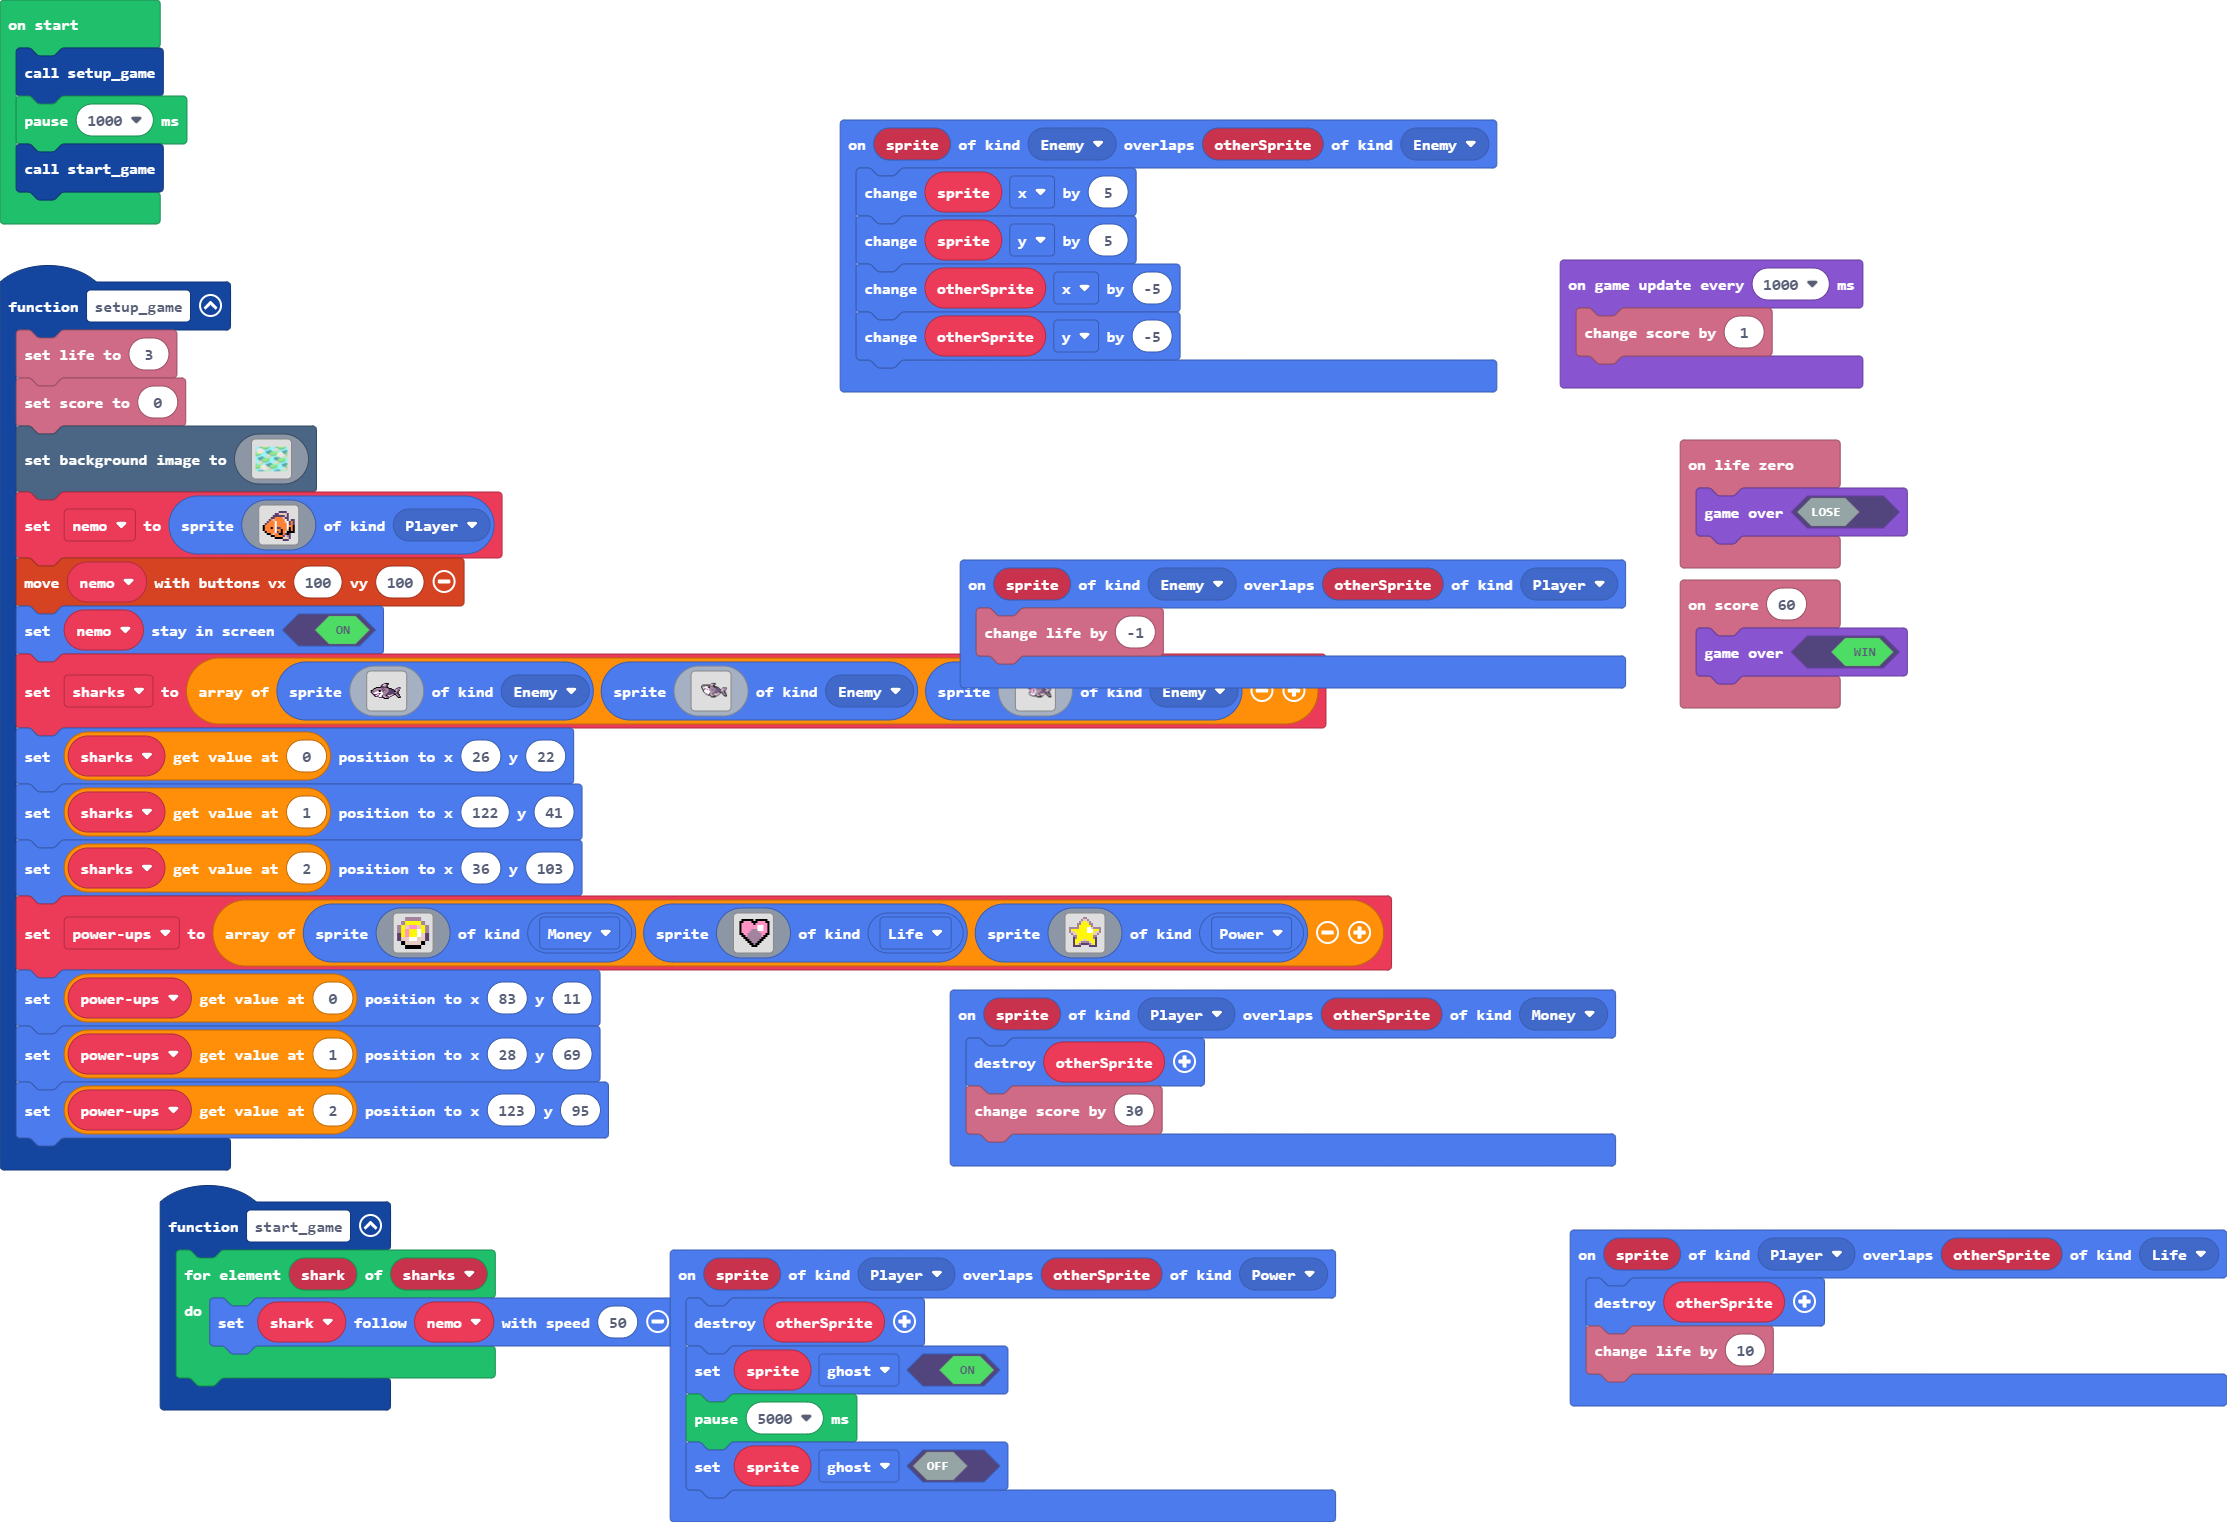 on start
call setup_game
pause 1000 ms
call start_game
function setup_game
set life to 3
set score to 0
set background image to
set nemo to sprite of kind Player
move nemo with buttons vx 100 vy 100
set nemo stay in screen ON
set sharks to array of sprite of kind Enemy sprite of kind Enemy sprite of kind Enemy
set sharks get value at 0 position to x 26 y 22
set sharks get value at 1 position to x 122 y 41
set sharks get value at 2 position to x 36 y 103
set power-ups to array of sprite of kind Money sprite of kind Life sprite of kind Power
set power-ups get value at 0 position to x 83 y 11
set power-ups get value at 1 position to x 28 y 69
set power-ups get value at 2 position to x 123 y 95
function start_game
for element shark of sharks
do
set shark follow nemo with speed 50
on sprite of kind Enemy overlaps otherSprite of kind Enemy
change sprite x by 5
change sprite y by 5
change otherSprite x by -5
change otherSprite y by -5
on sprite of kind Enemy overlaps otherSprite of kind Player
change life by -1
on sprite of kind Player overlaps otherSprite of kind Money
destroy otherSprite
change score by 30
on sprite of kind Player overlaps otherSprite of kind Power
destroy otherSprite
set sprite ghost ON
pause 5000 ms
set sprite ghost OFF
on game update every 1000 ms
change score by 1
on life zero
game over LOSE
on score 60
game over WIN
on sprite of kind Player overlaps otherSprite of kind Life
destroy otherSprite
change life by 10